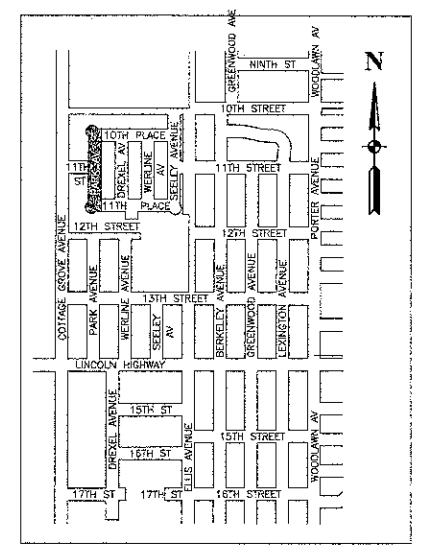 GREENWOOD AVE
WOODLAWN AV
NINTH ST
N
10TH STREET
10TH PLACE
PARK AV
DREXEL AV
WERLINE AV
SEELEY AVENUE
11TH ST
11TH STREET
11TH PLACE
PORTER AVENUE
12TH STREET
12TH STREET
COTTAGE GROVE AVENUE
PARK AVENUE
WERLINE AVENUE
SEELEY AV
13TH STREET
BERKELEY AVENUE
GREENWOOD AVENUE
LEXINGTON AVENUE
LINCOLN HIGHWAY
15TH ST
DREXEL AVENUE
ELLIS AVENUE
15TH STREET
WOODLAWN AV
16TH ST
17TH ST
17TH ST
16TH STREET